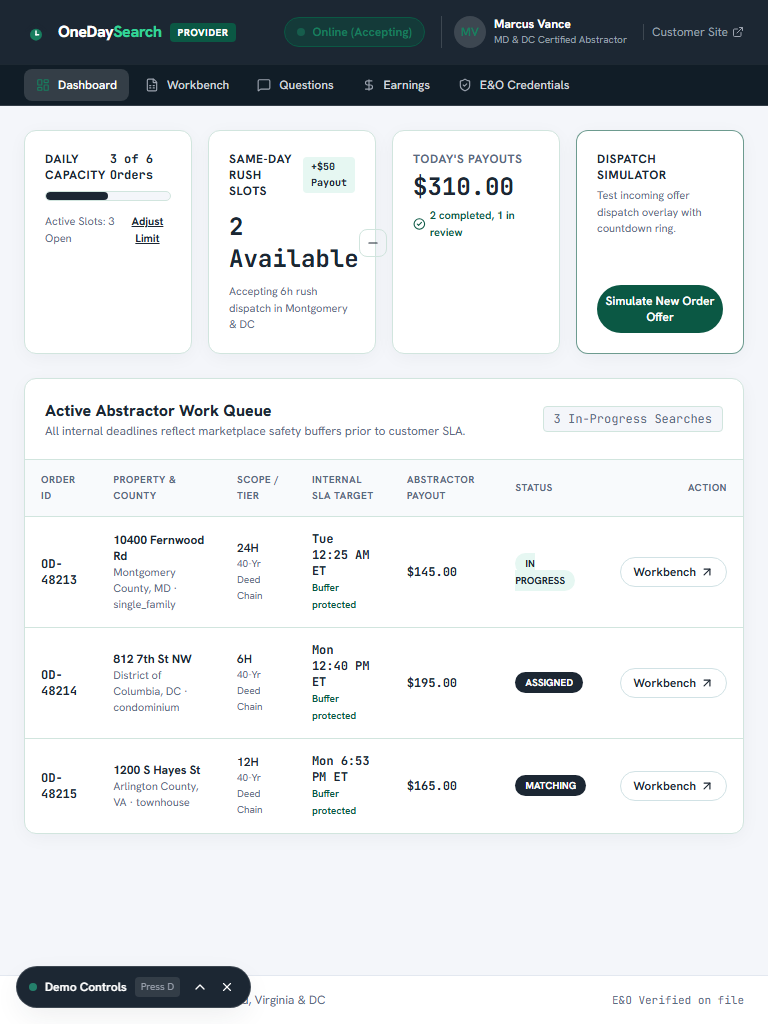 OneDaySearch PROVIDER
Online (Accepting)
MV
Marcus Vance
MD & DC Certified Abstractor
Customer Site
Dashboard
Workbench
Questions
Earnings
E&O Credentials
DAILY CAPACITY
3 of 6 Orders
Active Slots: 3 Open
Adjust Limit
SAME-DAY RUSH SLOTS
+$50 Payout
2 Available
Accepting 6h rush
dispatch in Montgomery
& DC
TODAY'S PAYOUTS
$310.00
2 completed, 1 in
review
DISPATCH
SIMULATOR
Test incoming offer
dispatch overlay with
countdown ring.
Simulate New Order
Offer
Active Abstractor Work Queue
All internal deadlines reflect marketplace safety buffers prior to customer SLA.
3 In-Progress Searches
ORDER ID
PROPERTY & COUNTY
SCOPE / TIER
INTERNAL SLA TARGET
ABSTRACTOR PAYOUT
STATUS
ACTION
OD-48213
10400 Fernwood Rd
Montgomery County, MD · single_family
24H
40-Yr Deed Chain
Tue 12:25 AM ET
Buffer protected
$145.00
IN PROGRESS
Workbench
OD-48214
812 7th St NW
District of Columbia, DC · condominium
6H
40-Yr Deed Chain
Mon 12:40 PM ET
Buffer protected
$195.00
ASSIGNED
Workbench
OD-48215
1200 S Hayes St
Arlington County, VA · townhouse
12H
40-Yr Deed Chain
Mon 6:53 PM ET
Buffer protected
$165.00
MATCHING
Workbench
Demo Controls
Press D
, Virginia & DC
E&O Verified on file